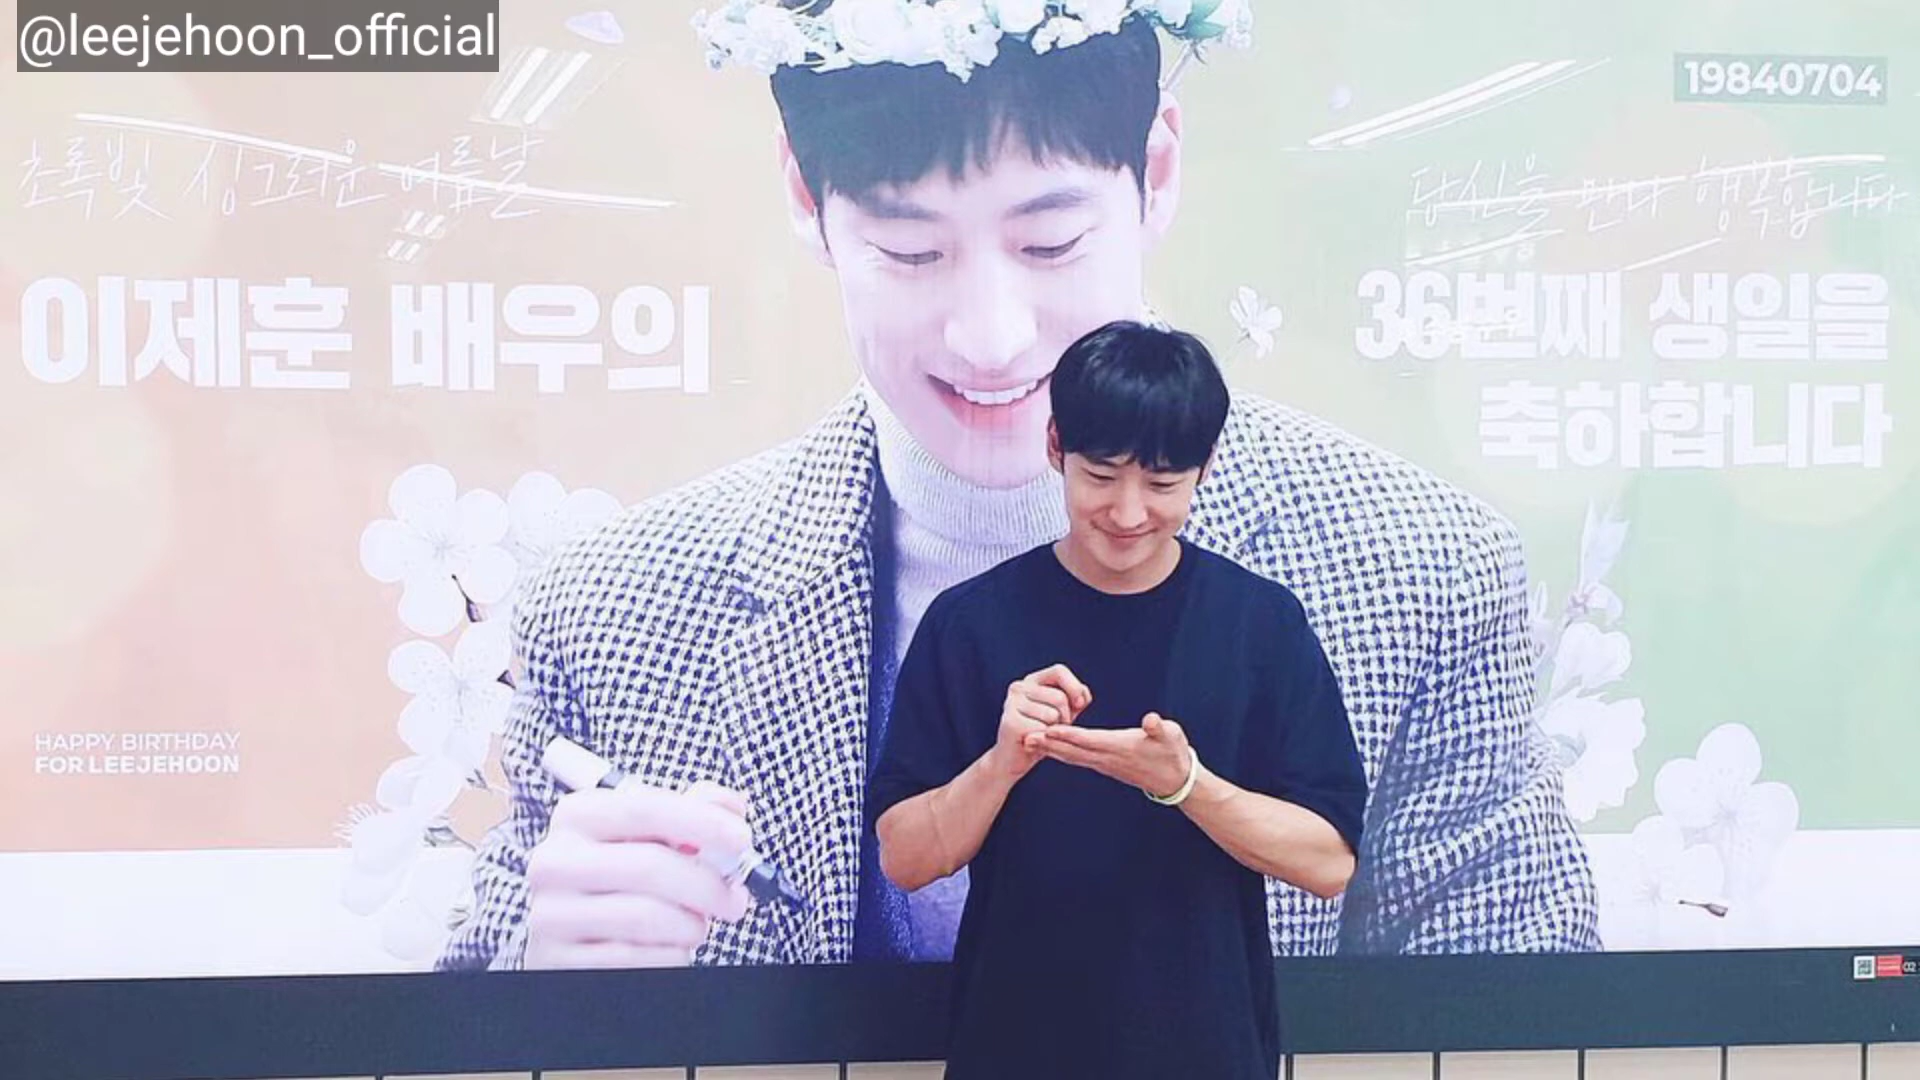 @leejehoon_official
19840704
초록빛 싱그러운 여름날
당신을 만나 행복합니다
이제훈 배우의
36번째 생일을
축하합니다
HAPPY BIRTHDAY
FOR LEEJEHOON
02